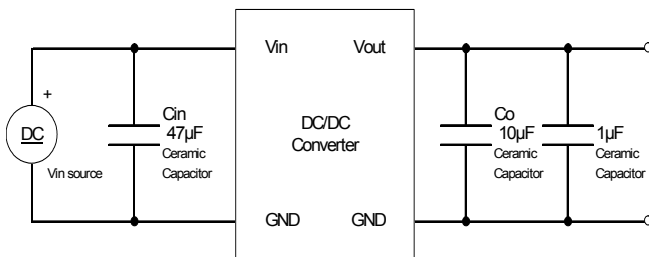 Vin Vout
+
Cin
47µF
Ceramic
Capacitor
DC
Vin source
DC/DC
Converter
Co
10µF
Ceramic
Capacitor
1µF
Ceramic
Capacitor
GND GND